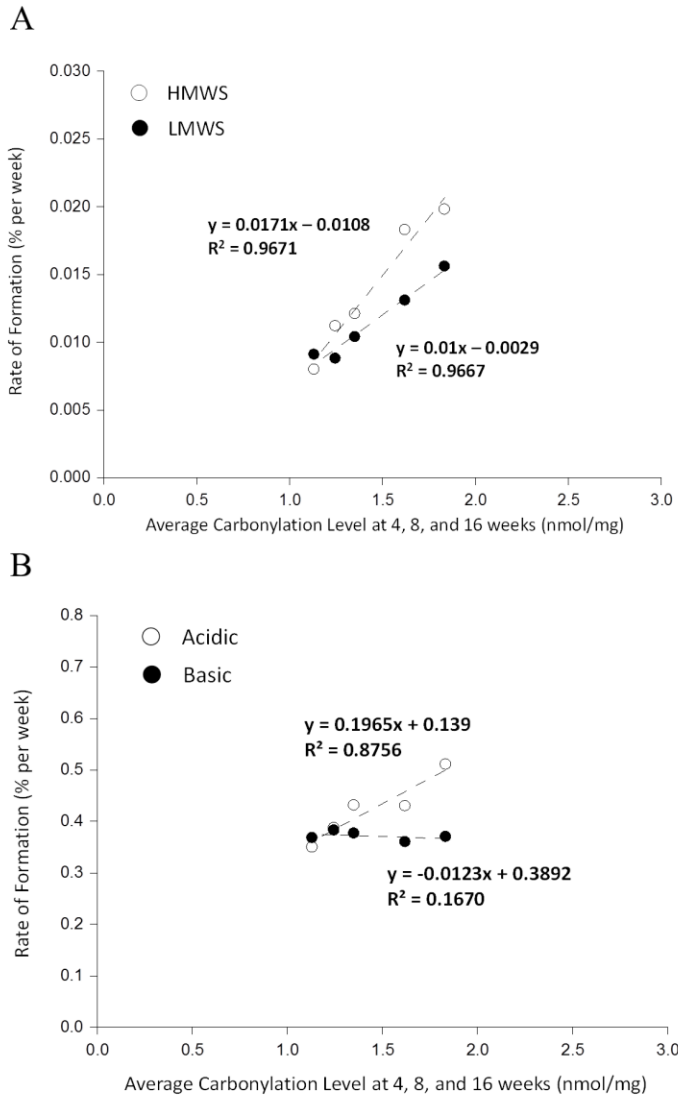 A
Rate of Formation (% per week)
0.030
0.025
0.020
0.015
0.010
0.005
0.000
HMWS
LMWS
y = 0.0171x – 0.0108
R² = 0.9671
y = 0.01x – 0.0029
R² = 0.9667
0.0 0.5 1.0 1.5 2.0 2.5 3.0
Average Carbonylation Level at 4, 8, and 16 weeks (nmol/mg)
B
Rate of Formation (% per week)
0.8
0.7
0.6
0.5
0.4
0.3
0.2
0.1
0.0
Acidic
Basic
y = 0.1965x + 0.139
R² = 0.8756
y = -0.0123x + 0.3892
R² = 0.1670
0.0 0.5 1.0 1.5 2.0 2.5 3.0
Average Carbonylation Level at 4, 8, and 16 weeks (nmol/mg)